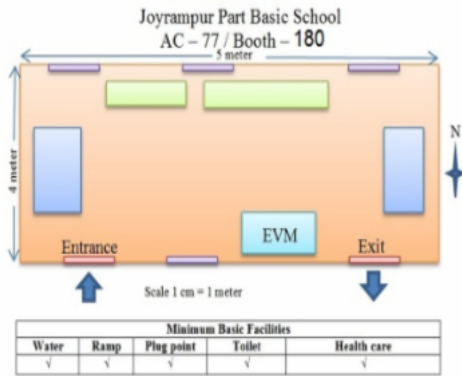 Joyrampur Part Basic School
AC – 77 / Booth – 180
5 meter
4 meter
N
EVM
Entrance
Exit
Scale 1 cm = 1 meter
Minimum Basic Facilities
Water Ramp Plug point Toilet Health care
√ √ √ √ √